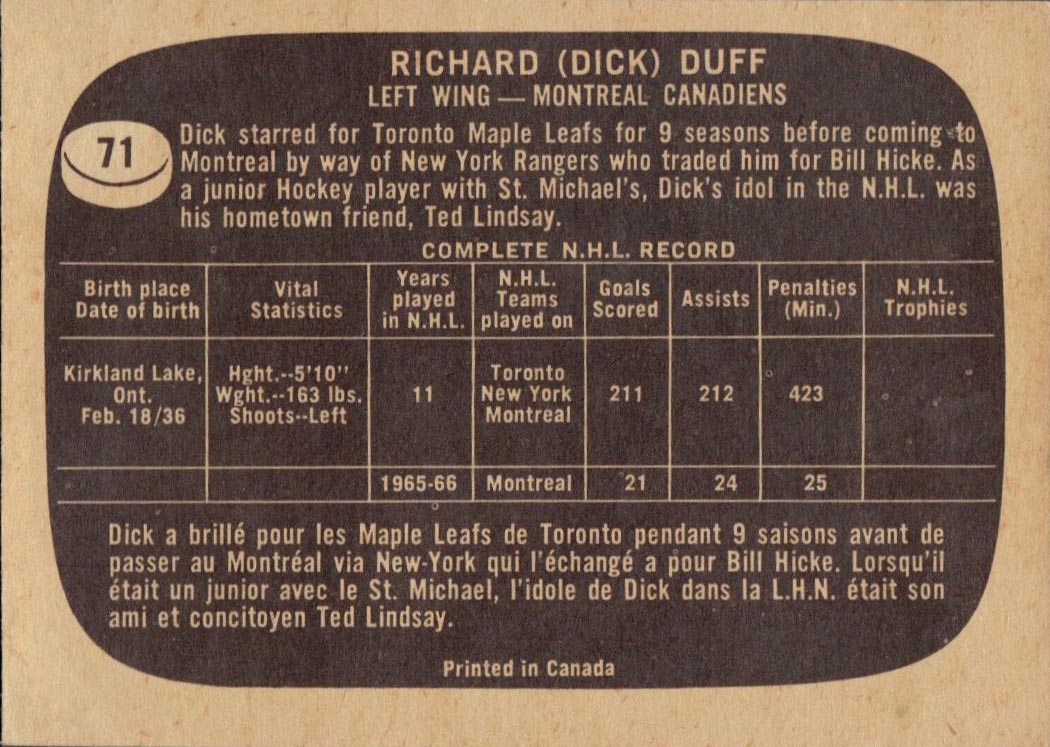 RICHARD (DICK) DUFF
LEFT WING — MONTREAL CANADIENS
71
Dick starred for Toronto Maple Leafs for 9 seasons before coming to
Montreal by way of New York Rangers who traded him for Bill Hicke. As
a junior Hockey player with St. Michael's, Dick's idol in the N.H.L. was
his hometown friend, Ted Lindsay.
COMPLETE N.H.L. RECORD
Birth place
Date of birth
Vital
Statistics
Years
played
in N.H.L.
N.H.L.
Teams
played on
Goals
Scored
Assists
Penalties
(Min.)
N.H.L.
Trophies
Kirkland Lake,
Ont.
Feb. 18/36
Hght.--5'10''
Wght.--163 lbs.
Shoots--Left
11
Toronto
New York
Montreal
211
212
423
1965-66
Montreal
21
24
25
Dick a brillé pour les Maple Leafs de Toronto pendant 9 saisons avant de
passer au Montréal via New-York qui l'échangé a pour Bill Hicke. Lorsqu'il
était un junior avec le St. Michael, l'idole de Dick dans la L.H.N. était son
ami et concitoyen Ted Lindsay.
Printed in Canada